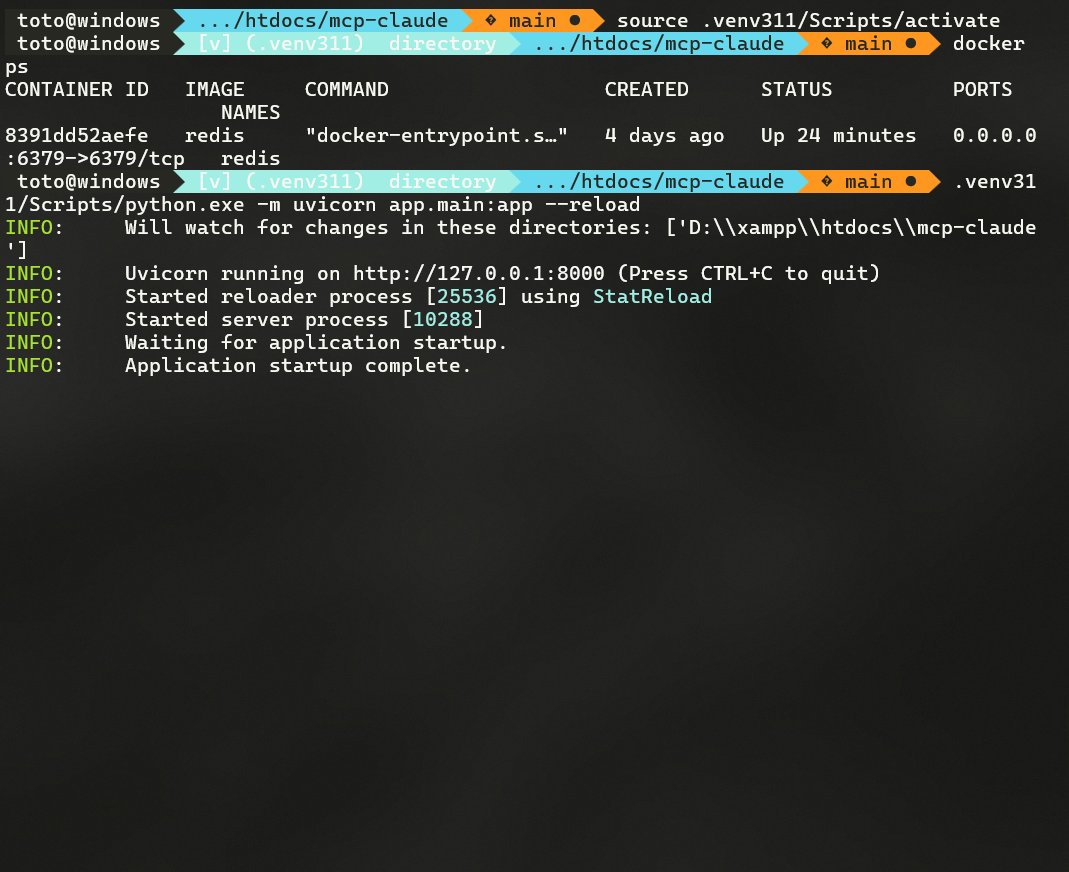 toto@windows .../htdocs/mcp-claude � main ● source .venv311/Scripts/activate
toto@windows [v] (.venv311) directory .../htdocs/mcp-claude � main ● docker
ps
CONTAINER ID IMAGE COMMAND CREATED STATUS PORTS
NAMES
8391dd52aefe redis "docker-entrypoint.s…" 4 days ago Up 24 minutes 0.0.0.0
:6379->6379/tcp redis
toto@windows [v] (.venv311) directory .../htdocs/mcp-claude � main ● .venv31
1/Scripts/python.exe -m uvicorn app.main:app --reload
INFO: Will watch for changes in these directories: ['D:\\xampp\\htdocs\\mcp-claude
']
INFO: Uvicorn running on http://127.0.0.1:8000 (Press CTRL+C to quit)
INFO: Started reloader process [25536] using StatReload
INFO: Started server process [10288]
INFO: Waiting for application startup.
INFO: Application startup complete.